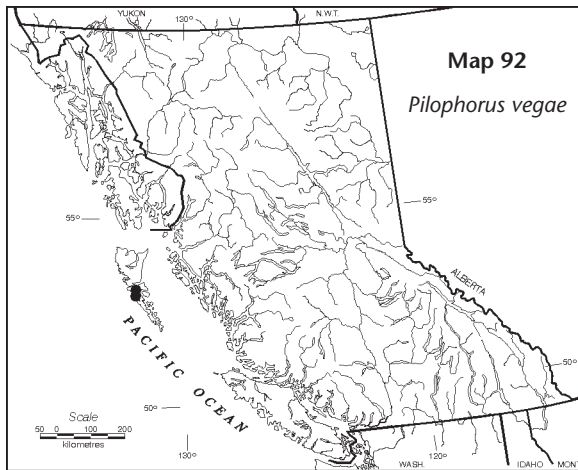 YUKON
130°
N.W.T.
Map 92
Pilophorus vegae
55°
55°
ALBERTA
PACIFIC OCEAN
50°
50°
Scale
50 0 100 200
kilometres
130°
WASH.
120°
IDAHO
MONT